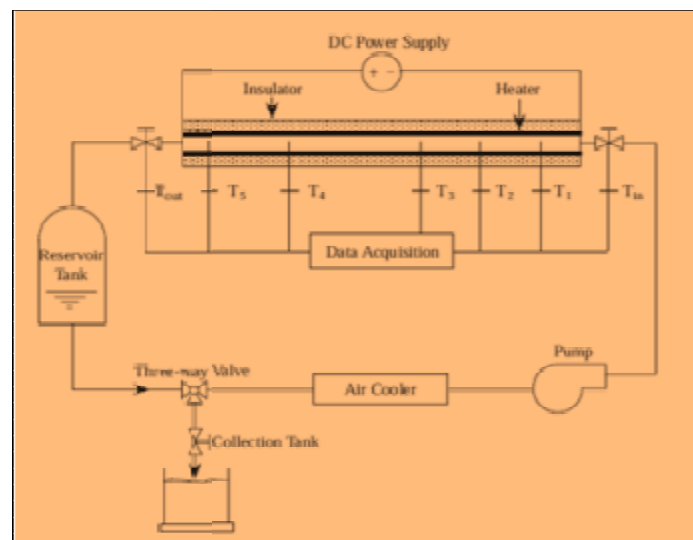 DC Power Supply
+ −
Insulator
Heater
T_out T_5 T_4 T_3 T_2 T_1 T_in
Reservoir
Tank
Data Acquisition
Pump
Three-way Valve
Air Cooler
Collection Tank